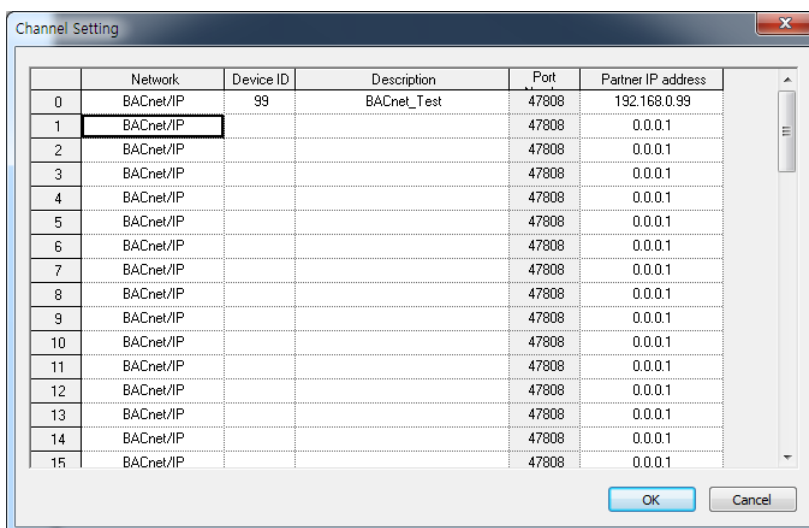 Channel Setting
Network Device ID Description Port Partner IP address
0 BACnet/IP 99 BACnet_Test 47808 192.168.0.99
1 BACnet/IP 47808 0.0.0.1
2 BACnet/IP 47808 0.0.0.1
3 BACnet/IP 47808 0.0.0.1
4 BACnet/IP 47808 0.0.0.1
5 BACnet/IP 47808 0.0.0.1
6 BACnet/IP 47808 0.0.0.1
7 BACnet/IP 47808 0.0.0.1
8 BACnet/IP 47808 0.0.0.1
9 BACnet/IP 47808 0.0.0.1
10 BACnet/IP 47808 0.0.0.1
11 BACnet/IP 47808 0.0.0.1
12 BACnet/IP 47808 0.0.0.1
13 BACnet/IP 47808 0.0.0.1
14 BACnet/IP 47808 0.0.0.1
15 BACnet/IP 47808 0.0.0.1
OK Cancel